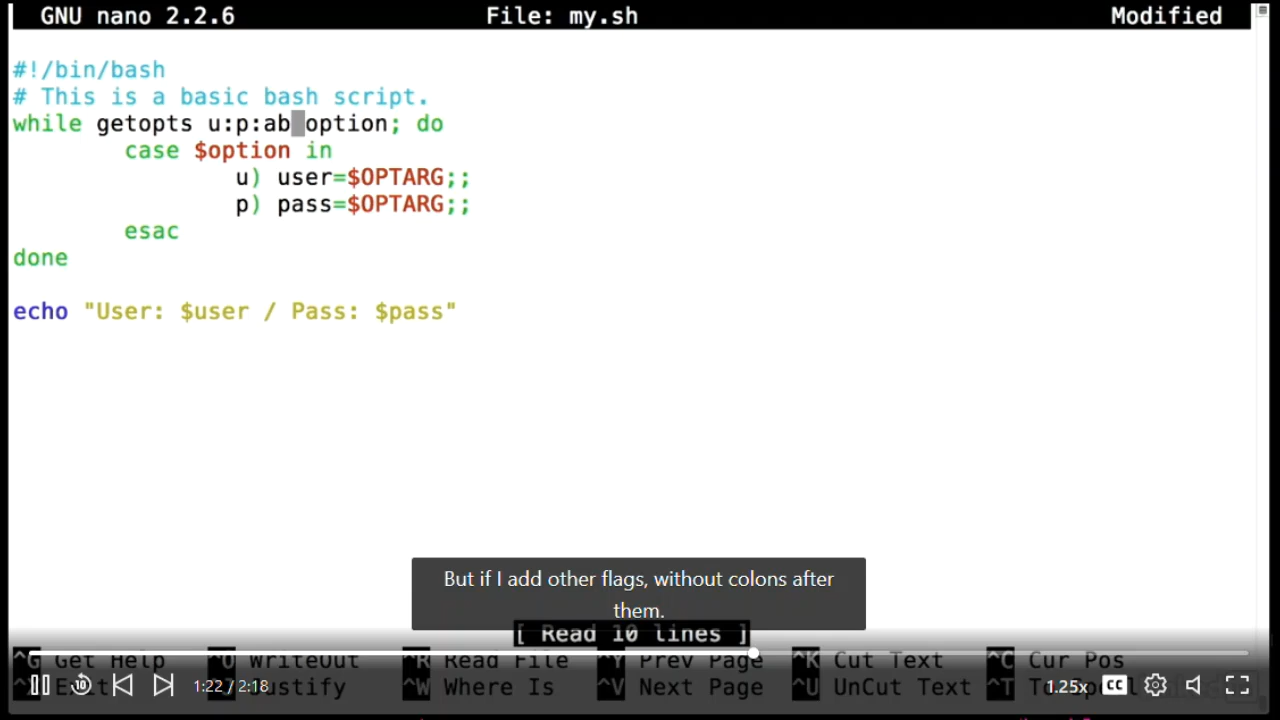 GNU nano 2.2.6 File: my.sh Modified
#!/bin/bash
# This is a basic bash script.
while getopts u:p:ab option; do
case $option in
u) user=$OPTARG;;
p) pass=$OPTARG;;
esac
done
echo "User: $user / Pass: $pass"
But if I add other flags, without colons after
them.
[ Read 10 lines ]
^G Get Help ^O WriteOut ^R Read File ^Y Prev Page ^K Cut Text ^C Cur Pos
^W Where Is ^V Next Page ^U UnCut Text ^T
10 1:22 / 2:18 1.25x CC